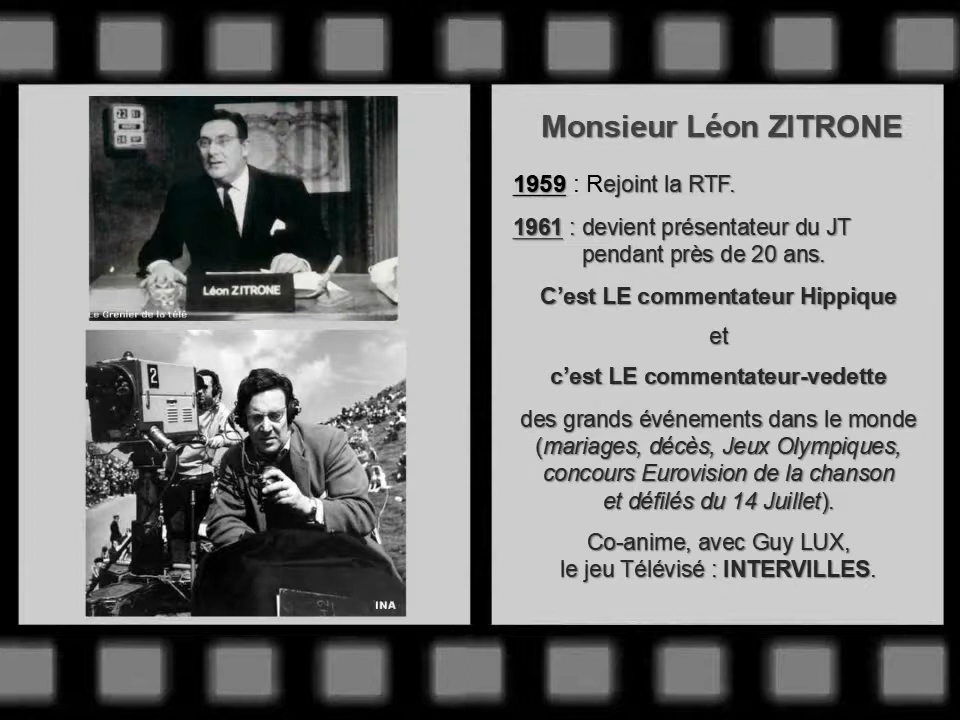 Léon ZITRONE
Le Grenier de la télé
2
INA
Monsieur Léon ZITRONE
1959 : Rejoint la RTF.
1961 : devient présentateur du JT
pendant près de 20 ans.
C’est LE commentateur Hippique
et
c’est LE commentateur-vedette
des grands événements dans le monde
(mariages, décès, Jeux Olympiques,
concours Eurovision de la chanson
et défilés du 14 Juillet).
Co-anime, avec Guy LUX,
le jeu Télévisé : INTERVILLES.